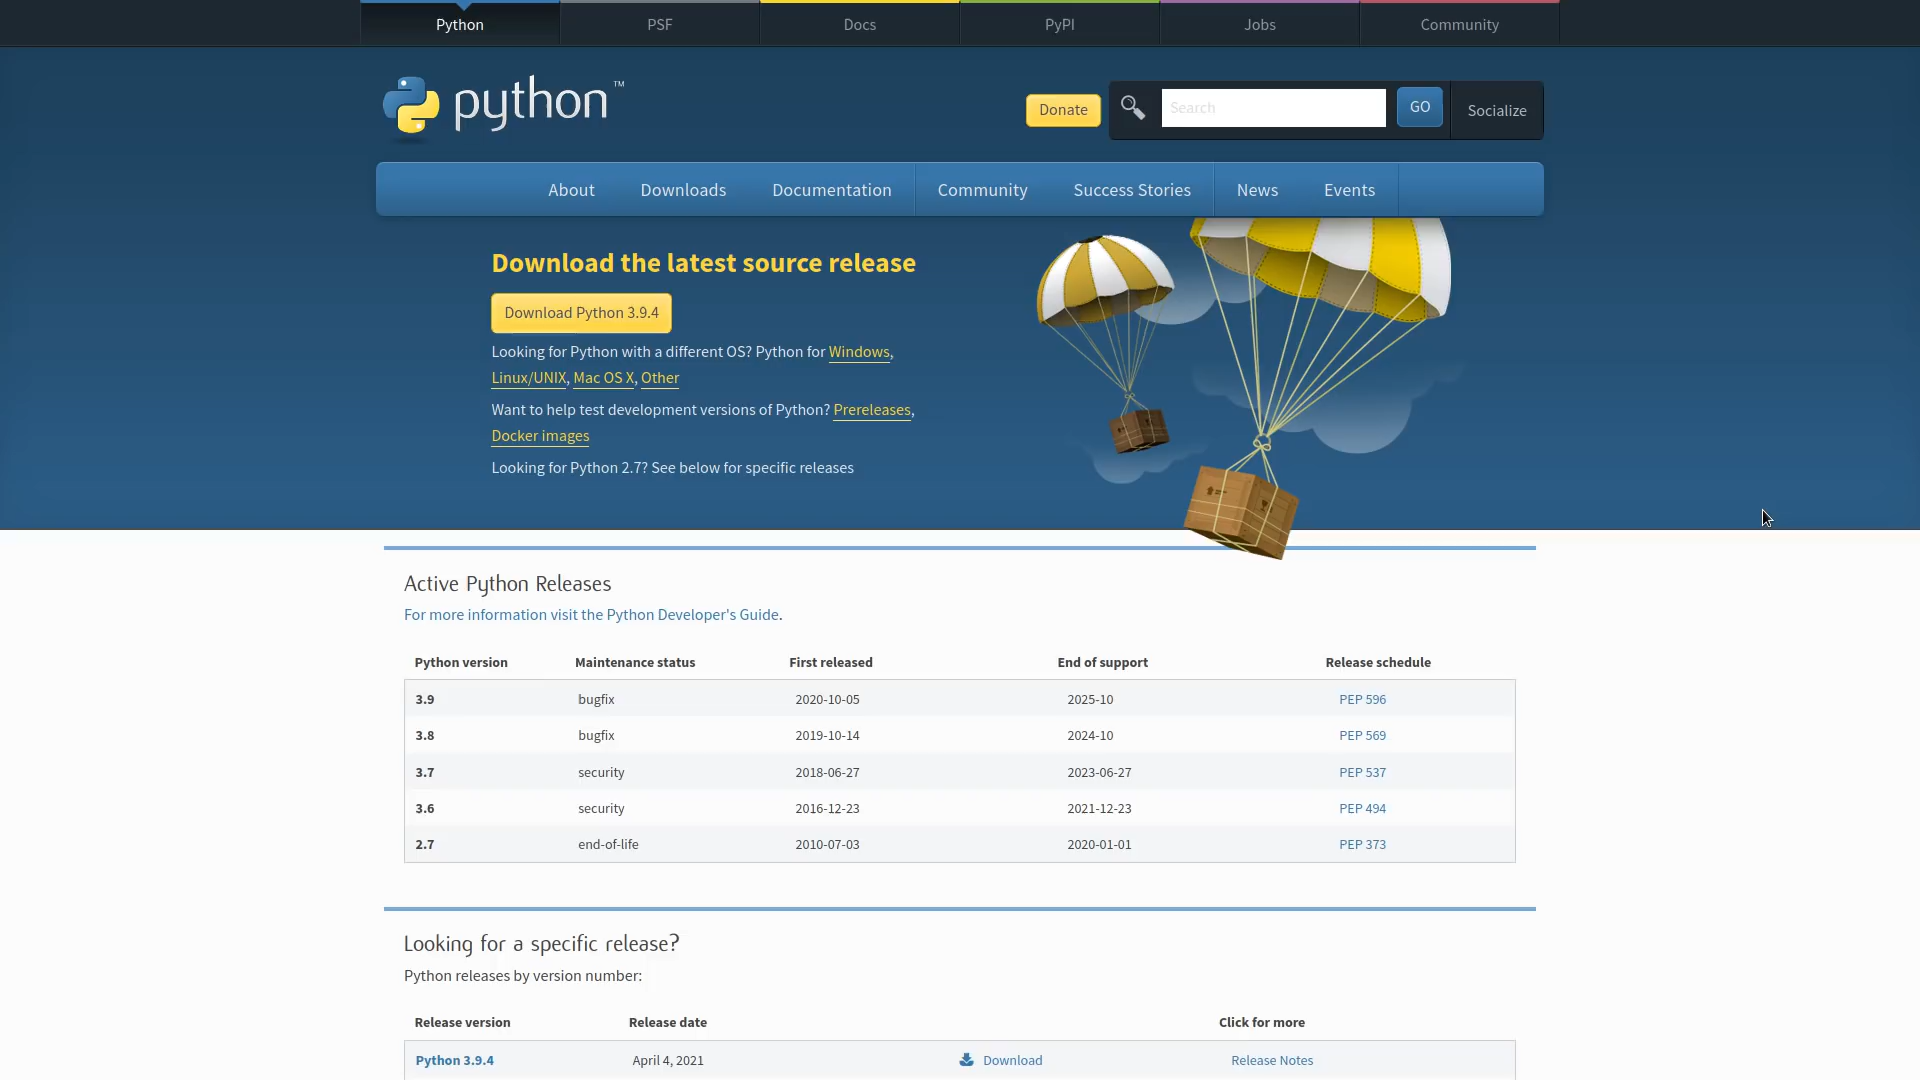 Python PSF Docs PyPI Jobs Community
python™
Donate Search GO Socialize
About Downloads Documentation Community Success Stories News Events
Download the latest source release
Download Python 3.9.4
Looking for Python with a different OS? Python for Windows,
Linux/UNIX, Mac OS X, Other
Want to help test development versions of Python? Prereleases,
Docker images
Looking for Python 2.7? See below for specific releases
Active Python Releases
For more information visit the Python Developer's Guide.
Python version Maintenance status First released End of support Release schedule
3.9 bugfix 2020-10-05 2025-10 PEP 596
3.8 bugfix 2019-10-14 2024-10 PEP 569
3.7 security 2018-06-27 2023-06-27 PEP 537
3.6 security 2016-12-23 2021-12-23 PEP 494
2.7 end-of-life 2010-07-03 2020-01-01 PEP 373
Looking for a specific release?
Python releases by version number:
Release version Release date Click for more
Python 3.9.4 April 4, 2021 Download Release Notes